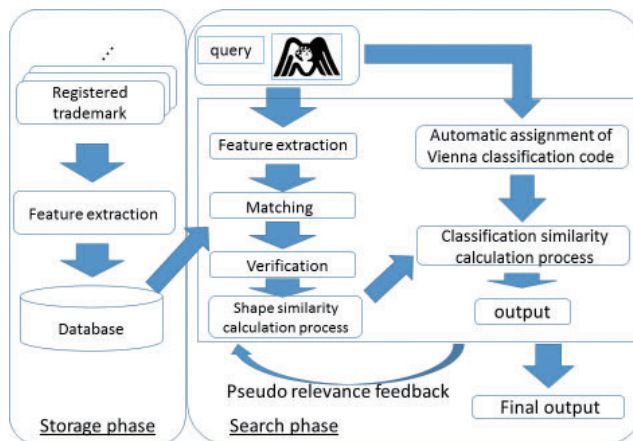 Registered
trademark
Feature extraction
Database
Storage phase
query
Feature extraction
Matching
Verification
Shape similarity
calculation process
Automatic assignment of
Vienna classification code
Classification similarity
calculation process
output
Pseudo relevance feedback
Final output
Search phase